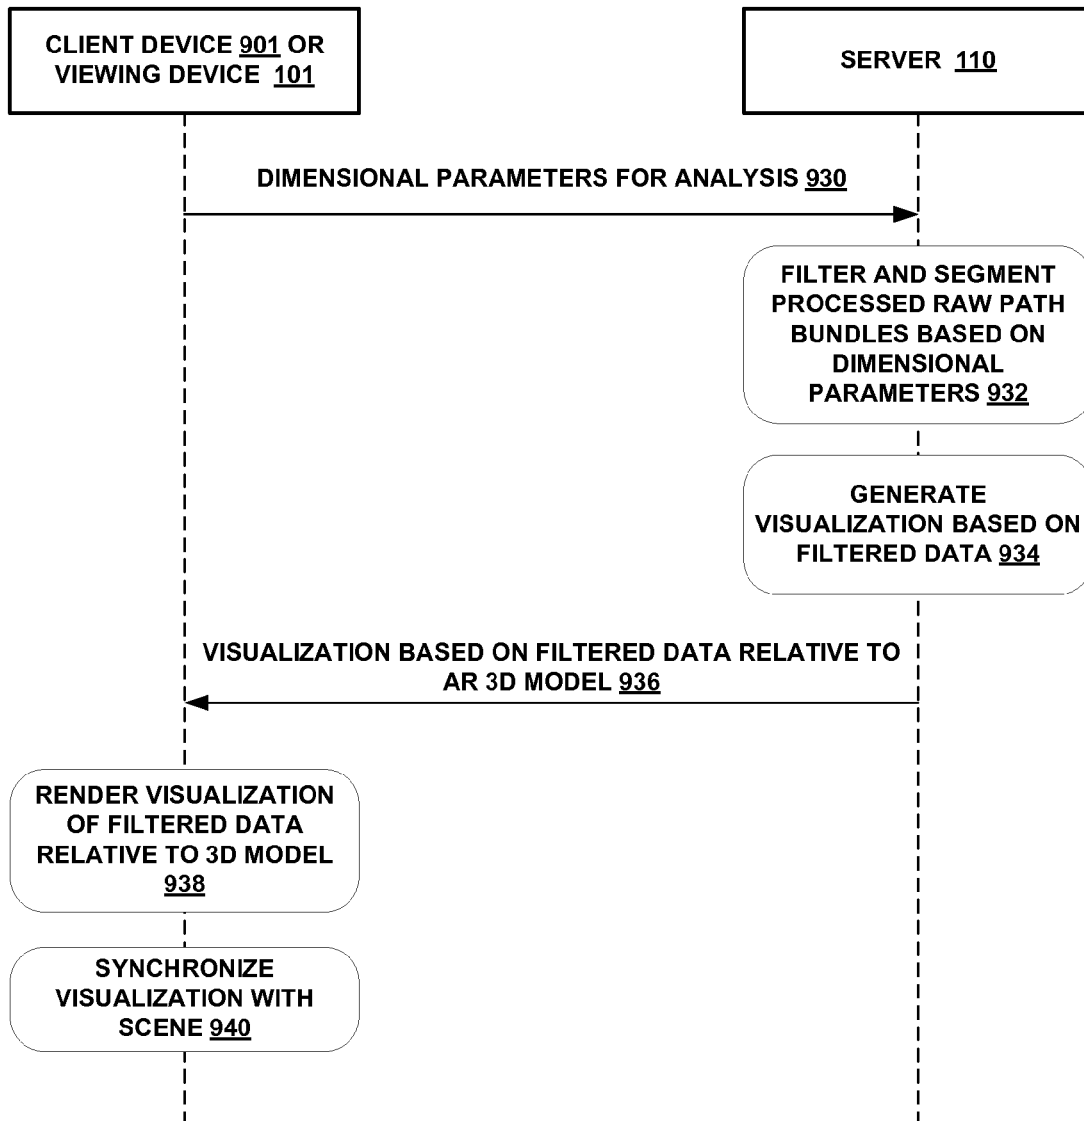 CLIENT DEVICE 901 OR
VIEWING DEVICE 101
SERVER 110
DIMENSIONAL PARAMETERS FOR ANALYSIS 930
FILTER AND SEGMENT
PROCESSED RAW PATH
BUNDLES BASED ON
DIMENSIONAL
PARAMETERS 932
GENERATE
VISUALIZATION BASED ON
FILTERED DATA 934
VISUALIZATION BASED ON FILTERED DATA RELATIVE TO
AR 3D MODEL 936
RENDER VISUALIZATION
OF FILTERED DATA
RELATIVE TO 3D MODEL
938
SYNCHRONIZE
VISUALIZATION WITH
SCENE 940